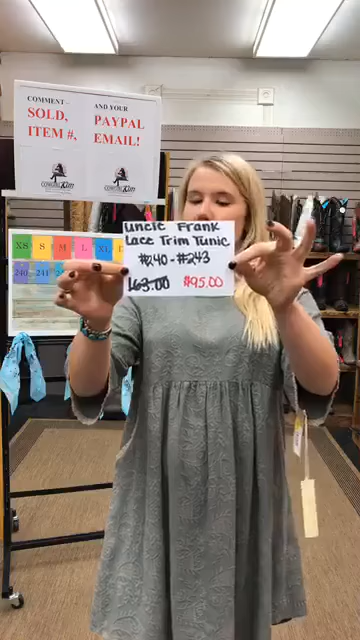 COMMENT –
SOLD,
ITEM #,
AND YOUR
PAYPAL
EMAIL!
XS S M L XL
240 241
Uncle Frank
Lace Trim Tunic
#240 - #243
163.00 $95.00